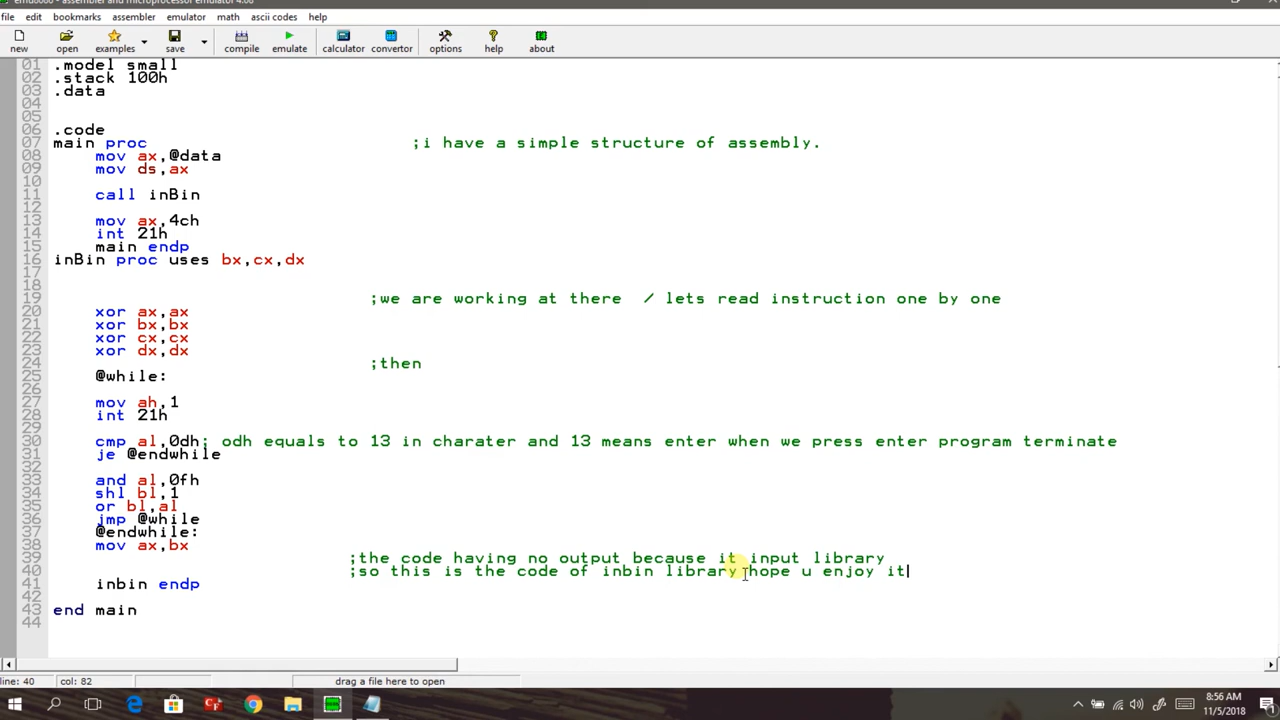 emu8086 - assembler and microprocessor emulator 4.08
file edit bookmarks assembler emulator math ascii codes help
new open examples save compile emulate calculator convertor options help about
01 .model small
02 .stack 100h
03 .data
04
05
06 .code
07 main proc ;i have a simple structure of assembly.
08 mov ax,@data
09 mov ds,ax
10
11 call inBin
12
13 mov ax,4ch
14 int 21h
15 main endp
16 inBin proc uses bx,cx,dx
17
18
19 ;we are working at there / lets read instruction one by one
20 xor ax,ax
21 xor bx,bx
22 xor cx,cx
23 xor dx,dx
24 ;then
25 @while:
26
27 mov ah,1
28 int 21h
29
30 cmp al,0dh; odh equals to 13 in charater and 13 means enter when we press enter program terminate
31 je @endwhile
32
33 and al,0fh
34 shl bl,1
35 or bl,al
36 jmp @while
37 @endwhile:
38 mov ax,bx
39 ;the code having no output because it input library
40 ;so this is the code of inbin library hope u enjoy it
41 inbin endp
42
43 end main
44
line: 40 col: 82 drag a file here to open
8:56 AM
11/5/2018